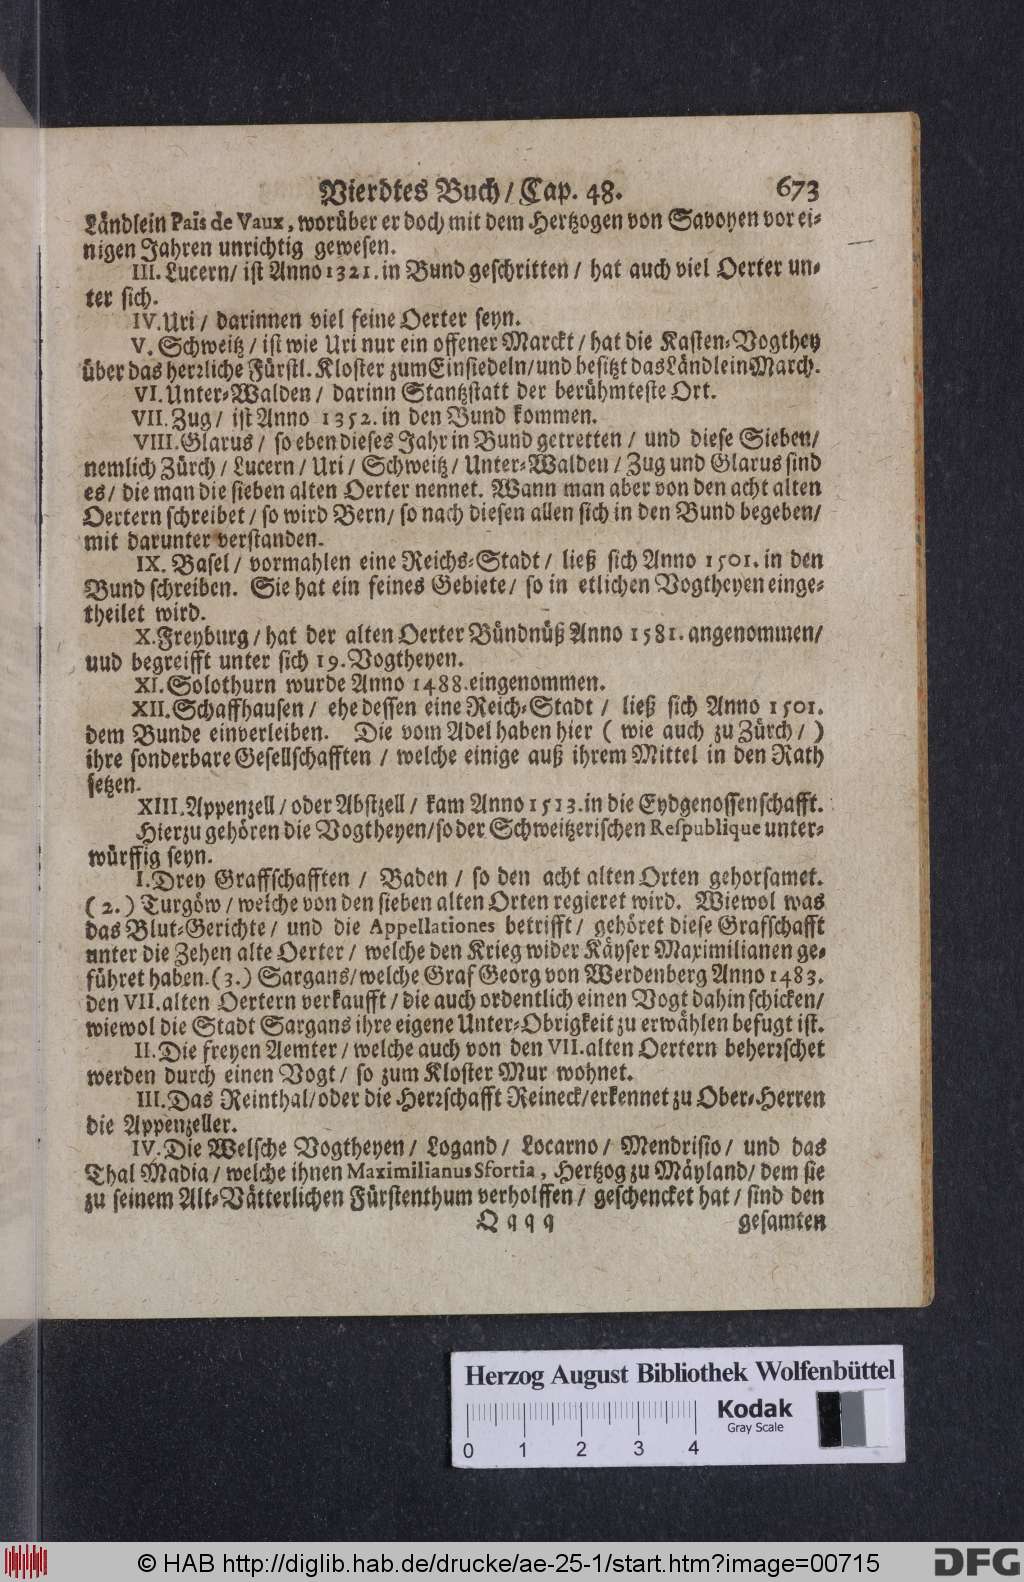 Vierdtes Buch / Cap. 48. 673
Ländlein Païs de Vaux, worüber er doch mit dem Hertzogen von Savoyen vor ei-
nigen Jahren unrichtig gewesen.
III. Lucern / ist Anno 1321. in Bund geschritten / hat auch viel Oerter un-
ter sich.
IV. Uri / darinnen viel feine Oerter seyn.
V. Schweitz / ist wie Uri nur ein offener Marckt / hat die Kasten-Vogthey
über das herzliche Fürstl. Kloster zum Einsiedeln / und besitzt das Ländlein March.
VI. Unter-Walden / darinn Stantzstatt der berühmteste Ort.
VII. Zug / ist Anno 1352. in den Bund kommen.
VIII. Glarus / so eben dieses Jahr in Bund getretten / und diese Sieben /
nemlich Zürch / Lucern / Uri / Schweitz / Unter-Walden / Zug und Glarus sind
es / die man die sieben alten Oerter nennet. Wann man aber von den acht alten
Oertern schreibet / so wird Bern / so nach diesen allen sich in den Bund begeben /
mit darunter verstanden.
IX. Basel / vormahlen eine Reichs-Stadt / ließ sich Anno 1501. in den
Bund schreiben. Sie hat ein feines Gebiete / so in etlichen Vogtheyen einge-
theilet wird.
X. Freyburg / hat der alten Oerter Bündnüß Anno 1581. angenommen /
uud begreifft unter sich 19. Vogtheyen.
XI. Solothurn wurde Anno 1488. eingenommen.
XII. Schaffhausen / ehe dessen eine Reich-Stadt / ließ sich Anno 1501.
dem Bunde einverleiben. Die vom Adel haben hier ( wie auch zu Zürch / )
ihre sonderbare Gesellschafften / welche einige auß ihrem Mittel in den Rath
setzen.
XIII. Appenzell / oder Abstzell / kam Anno 1513. in die Eydgenossenschafft.
Hierzu gehören die Vogtheyen / so der Schweitzerischen Respublique unter-
würffig seyn.
I. Drey Graffschafften / Baden / so den acht alten Orten gehorsamet.
(2.) Turgöw / welche von den sieben alten Orten regieret wird. Wiewol was
das Blut-Gerichte / und die Appellationes betrifft / gehöret diese Grafschafft
unter die Zehen alte Oerter / welche den Krieg wider Käyser Maximilianen ge-
führet haben. (3.) Sargans / welche Graf Georg von Werdenberg Anno 1483.
den VII. alten Oertern verkaufft / die auch ordentlich einen Vogt dahin schicken /
wiewol die Stadt Sargans ihre eigene Unter-Obrigkeit zu erwählen befugt ist.
II. Die freyen Aemter / welche auch von den VII. alten Oertern beherzschet
werden durch einen Vogt / so zum Kloster Mur wohnet.
III. Das Reinthal / oder die Herzschafft Reineck / erkennet zu Ober-Herren
die Appenzeller.
IV. Die Welsche Vogtheyen / Logand / Locarno / Mendrisio / und das
Thal Madia / welche ihnen Maximilianus Sfortia, Hertzog zu Mäyland / dem sie
zu seinem Alt-Vätterlichen Fürstenthum verholffen / geschencket hat / sind den
Qqqq gesamten
Herzog August Bibliothek Wolfenbüttel
Kodak
Gray Scale
0 1 2 3 4
© HAB http://diglib.hab.de/drucke/ae-25-1/start.htm?image=00715
DFG